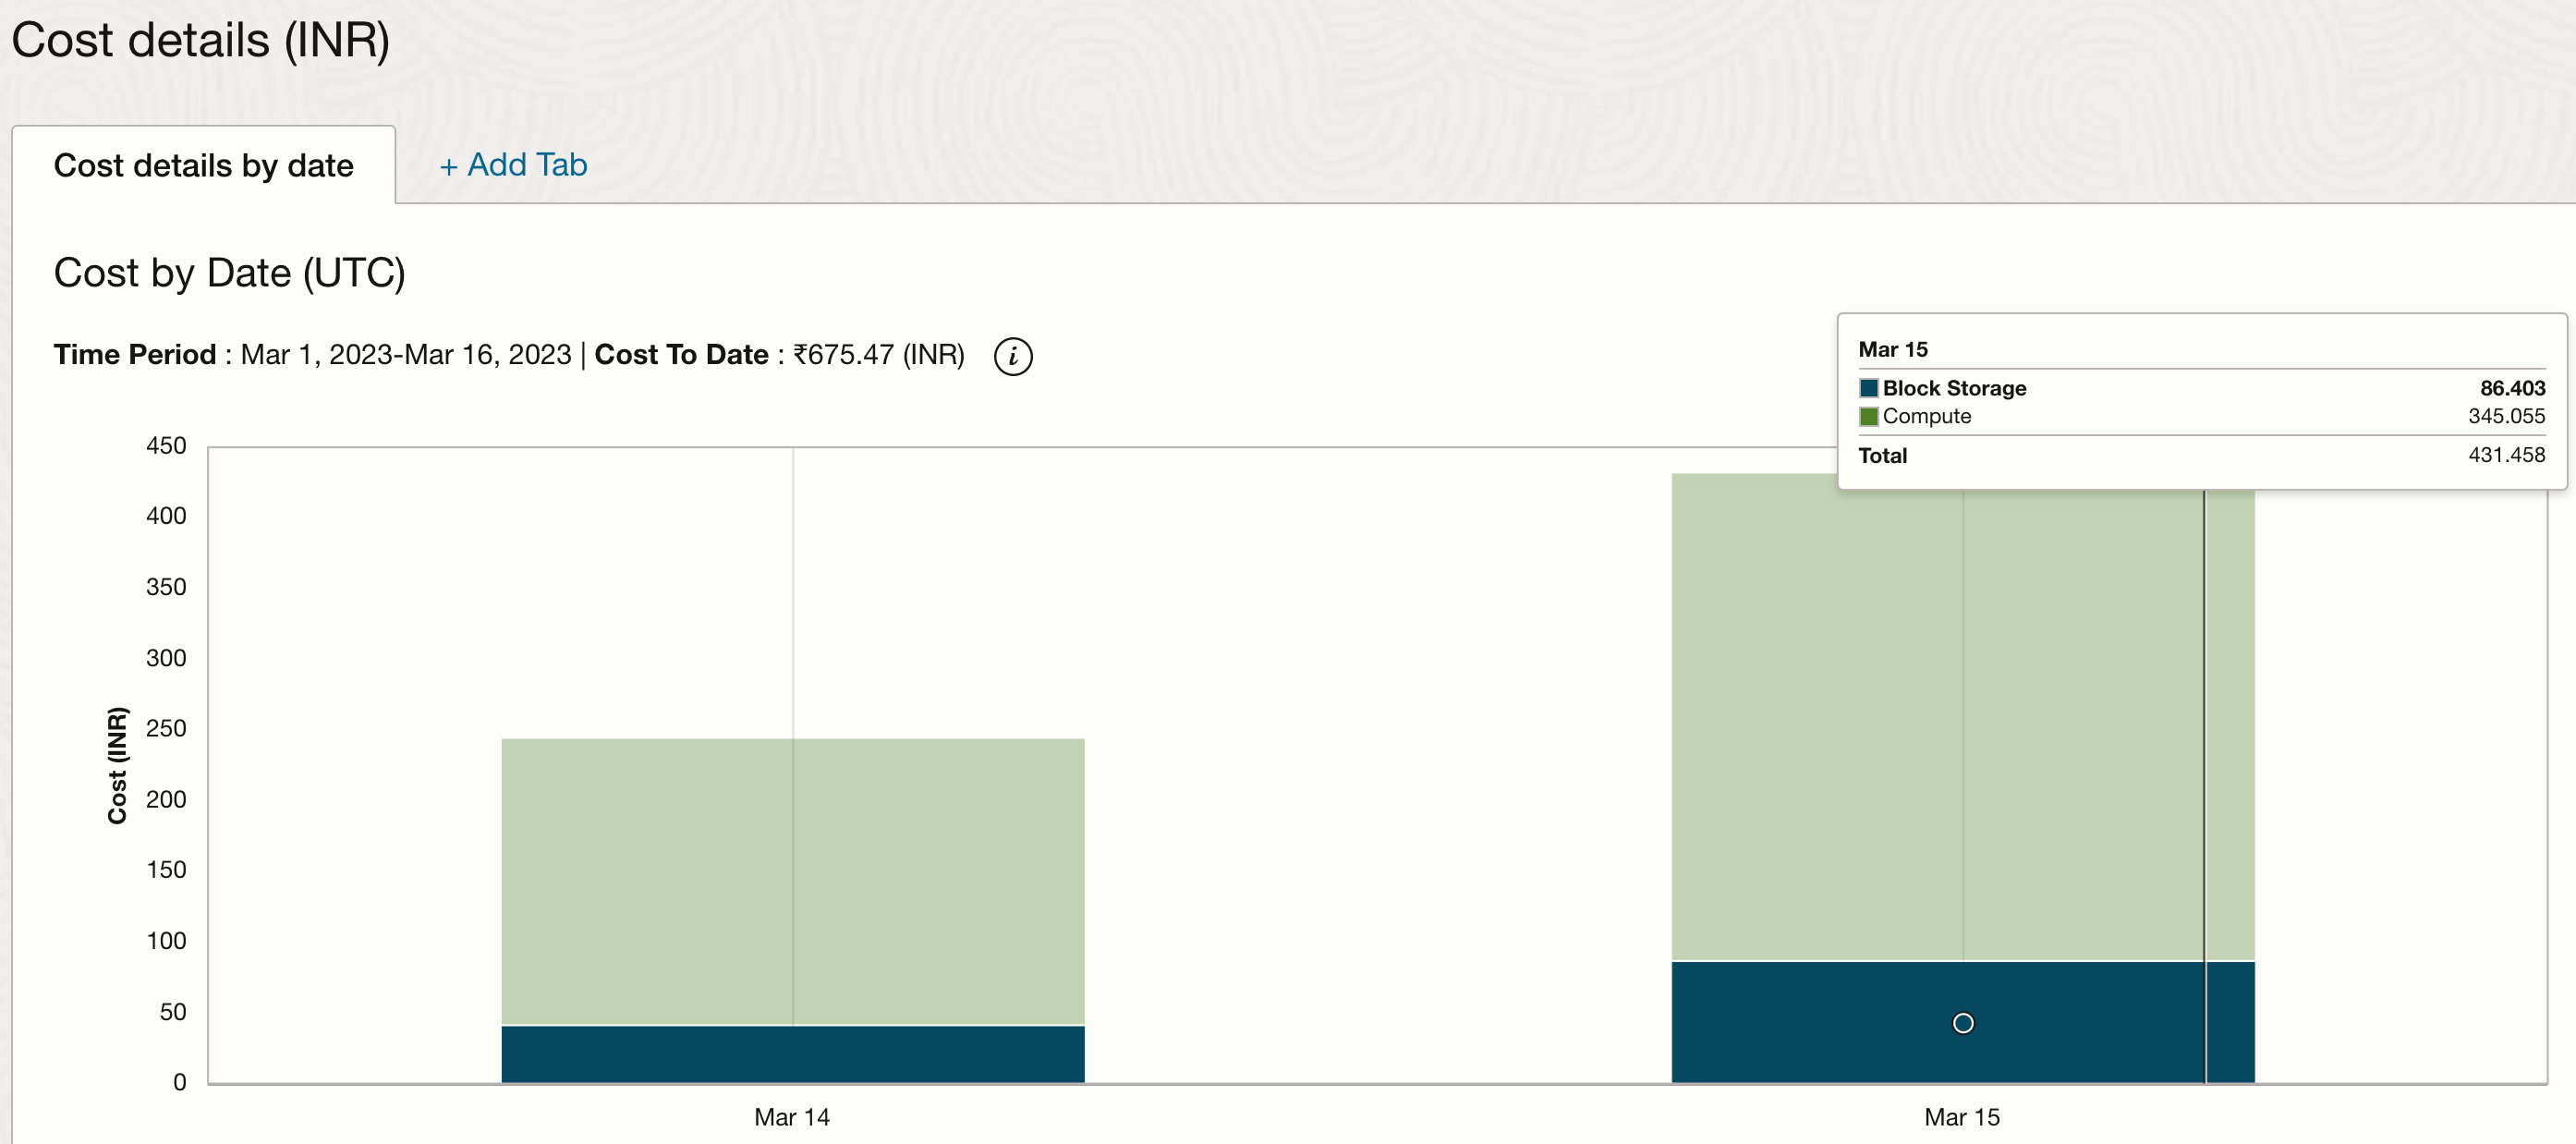 Cost details (INR)
Cost details by date
+ Add Tab
Cost by Date (UTC)
Time Period : Mar 1, 2023-Mar 16, 2023 | Cost To Date : ₹675.47 (INR) i
Mar 15
Block Storage 86.403
Compute 345.055
Total 431.458
450
400
350
300
250
200
150
100
50
0
Cost (INR)
Mar 14 Mar 15